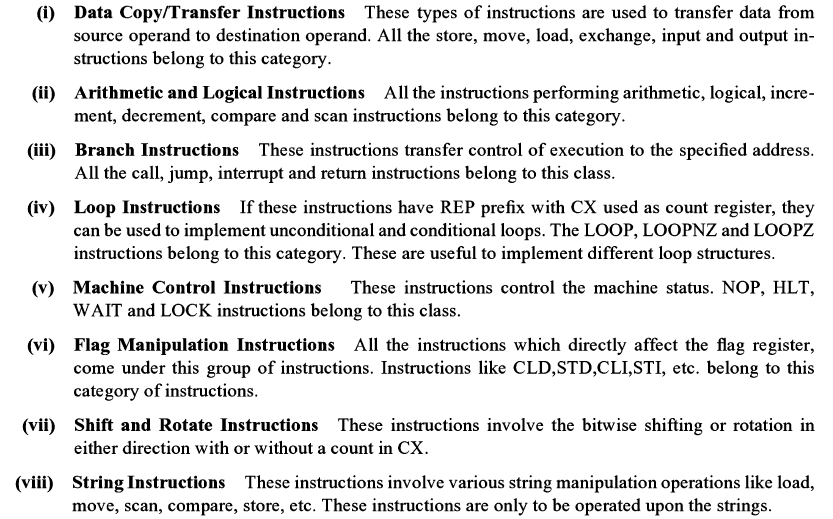 (i) Data Copy/Transfer Instructions These types of instructions are used to transfer data from
source operand to destination operand. All the store, move, load, exchange, input and output in-
structions belong to this category.
(ii) Arithmetic and Logical Instructions All the instructions performing arithmetic, logical, incre-
ment, decrement, compare and scan instructions belong to this category.
(iii) Branch Instructions These instructions transfer control of execution to the specified address.
All the call, jump, interrupt and return instructions belong to this class.
(iv) Loop Instructions If these instructions have REP prefix with CX used as count register, they
can be used to implement unconditional and conditional loops. The LOOP, LOOPNZ and LOOPZ
instructions belong to this category. These are useful to implement different loop structures.
(v) Machine Control Instructions These instructions control the machine status. NOP, HLT,
WAIT and LOCK instructions belong to this class.
(vi) Flag Manipulation Instructions All the instructions which directly affect the flag register,
come under this group of instructions. Instructions like CLD,STD,CLI,STI, etc. belong to this
category of instructions.
(vii) Shift and Rotate Instructions These instructions involve the bitwise shifting or rotation in
either direction with or without a count in CX.
(viii) String Instructions These instructions involve various string manipulation operations like load,
move, scan, compare, store, etc. These instructions are only to be operated upon the strings.